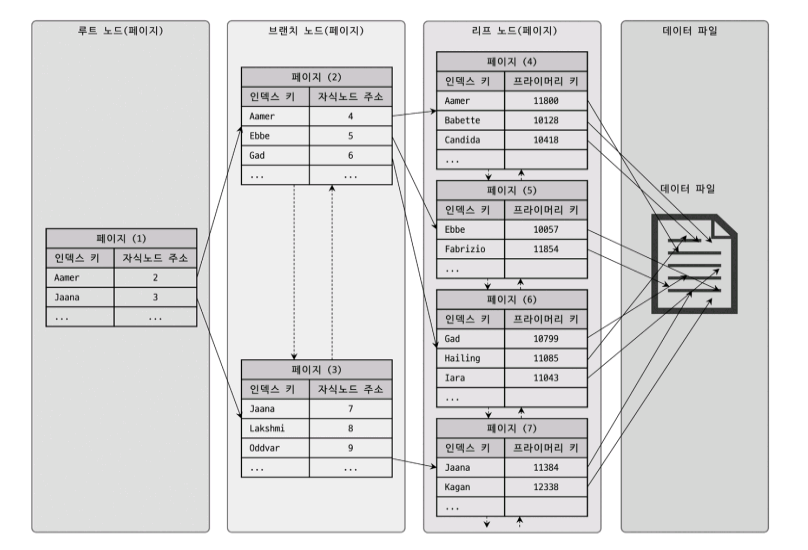 루트 노드(페이지)
페이지 (1)
인덱스 키 자식노드 주소
Aamer 2
Jaana 3
... ...
브랜치 노드(페이지)
페이지 (2)
인덱스 키 자식노드 주소
Aamer 4
Ebbe 5
Gad 6
... ...
페이지 (3)
인덱스 키 자식노드 주소
Jaana 7
Lakshmi 8
Oddvar 9
... ...
리프 노드(페이지)
페이지 (4)
인덱스 키 프라이머리 키
Aamer 11800
Babette 10128
Candida 10418
...
페이지 (5)
인덱스 키 프라이머리 키
Ebbe 10057
Fabrizio 11854
...
페이지 (6)
인덱스 키 프라이머리 키
Gad 10799
Hailing 11085
Iara 11043
...
페이지 (7)
인덱스 키 프라이머리 키
Jaana 11384
Kagan 12338
...
데이터 파일
데이터 파일